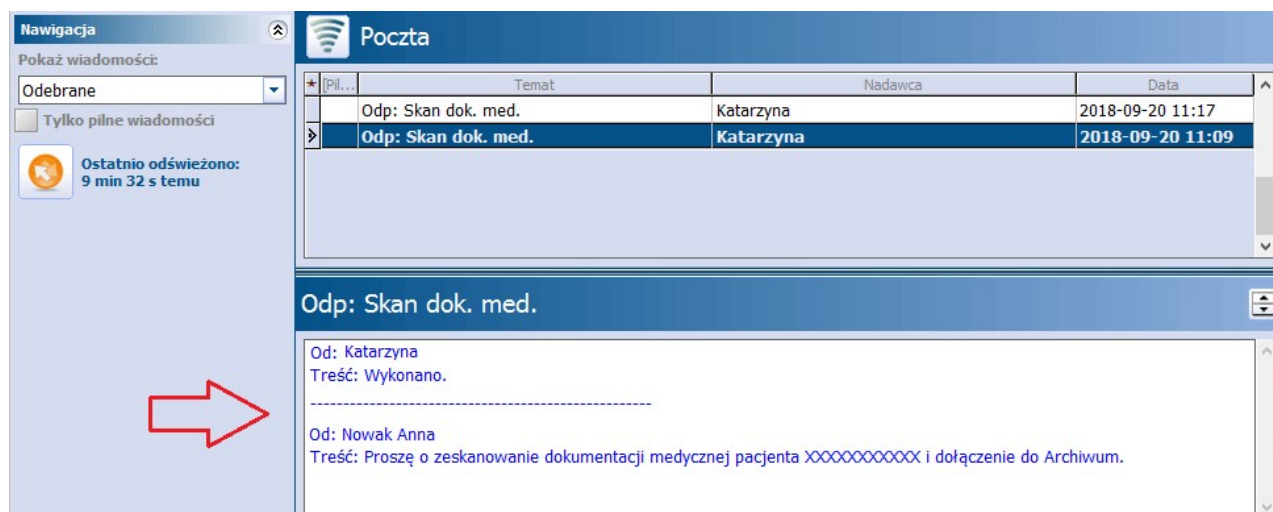 Nawigacja
Pokaż wiadomości:
Odebrane
Tylko pilne wiadomości
Ostatnio odświeżono:
9 min 32 s temu
Poczta
[Pil... Temat Nadawca Data
Odp: Skan dok. med. Katarzyna 2018-09-20 11:17
Odp: Skan dok. med. Katarzyna 2018-09-20 11:09
Odp: Skan dok. med.
Od: Katarzyna
Treść: Wykonano.
----------------------------------------------------
Od: Nowak Anna
Treść: Proszę o zeskanowanie dokumentacji medycznej pacjenta XXXXXXXXXXX i dołączenie do Archiwum.